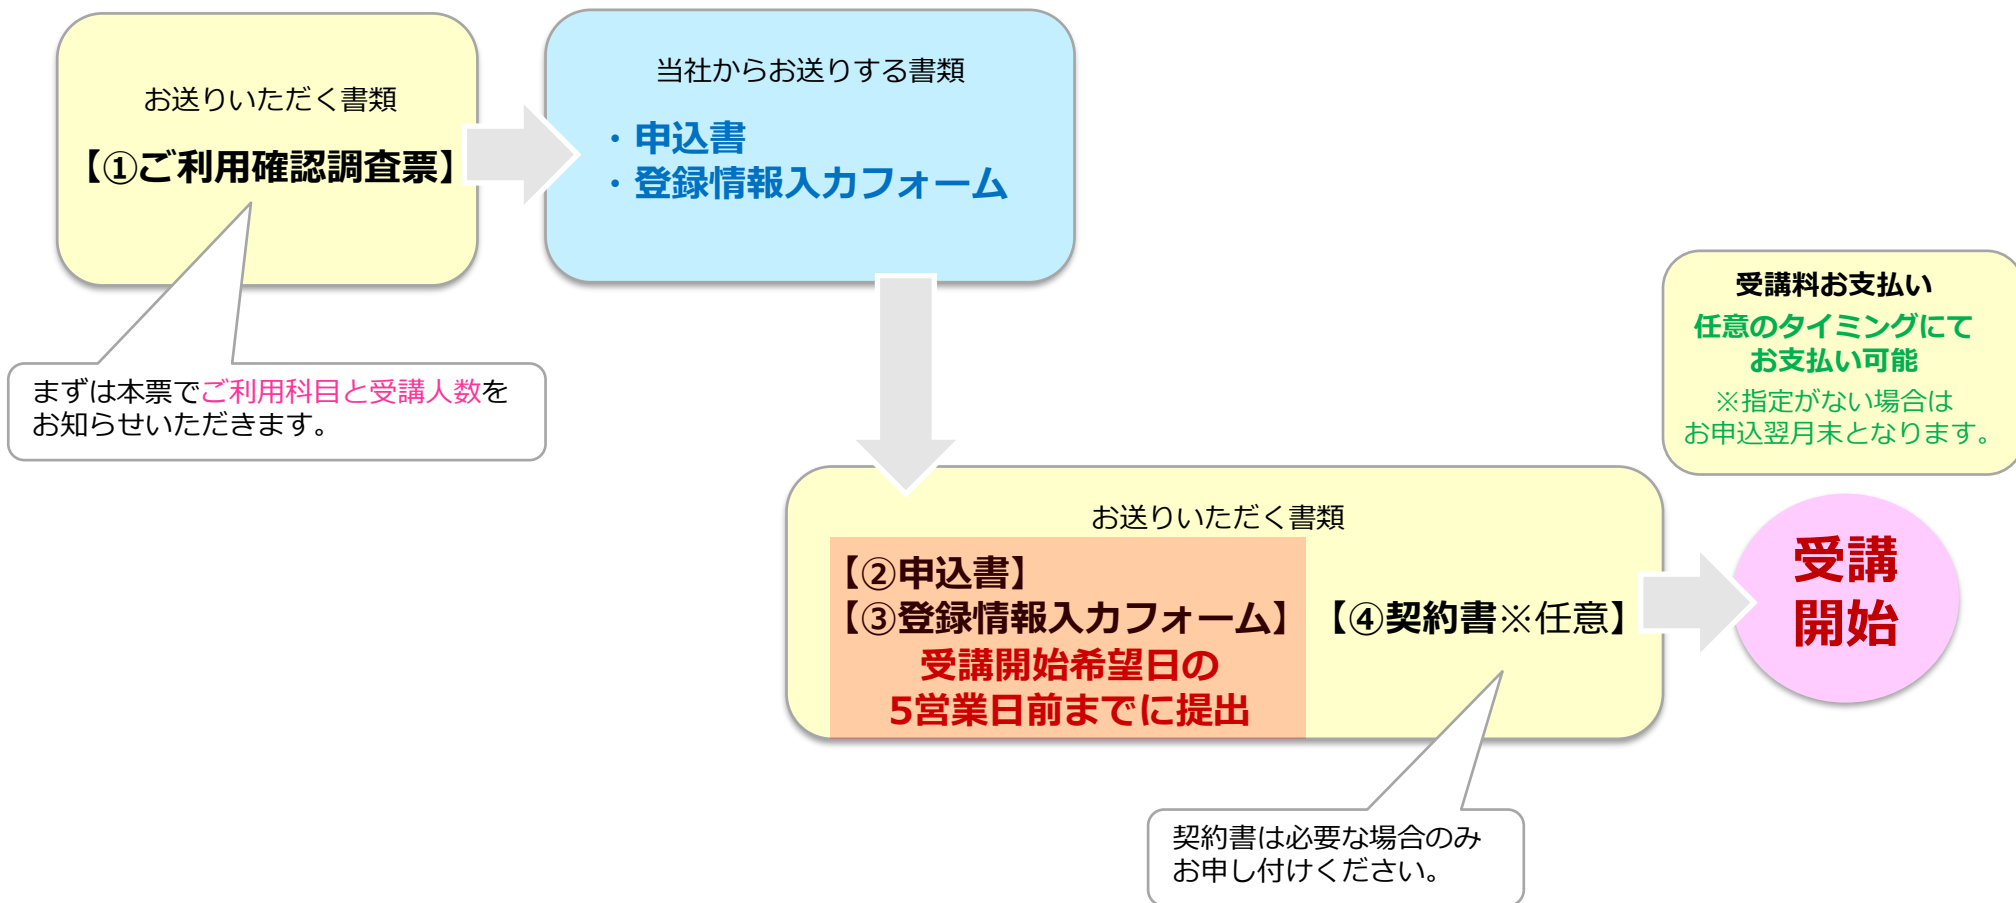 お送りいただく書類
【①ご利用確認調査票】
まずは本票でご利用科目と受講人数を
お知らせいただきます。
当社からお送りする書類
・申込書
・登録情報入力フォーム
お送りいただく書類
【②申込書】
【③登録情報入力フォーム】
受講開始希望日の
5営業日前までに提出
【④契約書※任意】
契約書は必要な場合のみ
お申し付けください。
受講料お支払い
任意のタイミングにて
お支払い可能
※指定がない場合は
お申込翌月末となります。
受講
開始